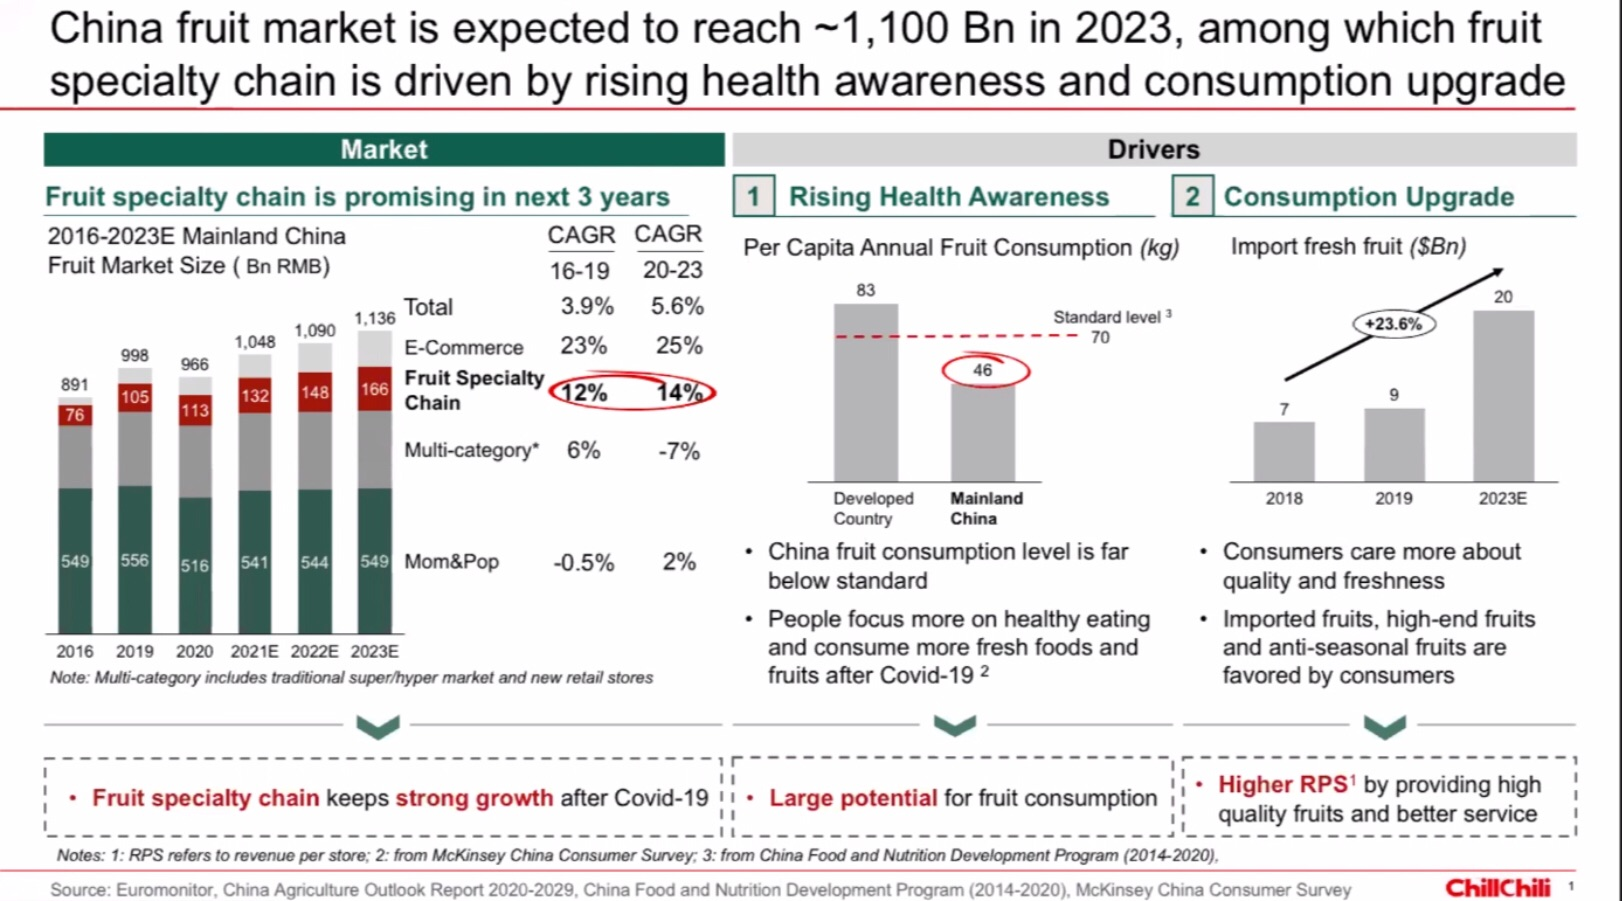 China fruit market is expected to reach ~1,100 Bn in 2023, among which fruit
specialty chain is driven by rising health awareness and consumption upgrade
Market
Fruit specialty chain is promising in next 3 years
2016-2023E Mainland China
Fruit Market Size ( Bn RMB)
CAGR CAGR
16-19 20-23
Total 3.9% 5.6%
E-Commerce 23% 25%
Fruit Specialty
Chain 12% 14%
Multi-category* 6% -7%
Mom&Pop -0.5% 2%
891 998 966 1,048 1,090 1,136
76 105 113 132 148 166
549 556 516 541 544 549
2016 2019 2020 2021E 2022E 2023E
Note: Multi-category includes traditional super/hyper market and new retail stores
Fruit specialty chain keeps strong growth after Covid-19
Drivers
1 Rising Health Awareness
Per Capita Annual Fruit Consumption (kg)
83
Standard level 3
70
46
Developed
Country
Mainland
China
• China fruit consumption level is far
below standard
• People focus more on healthy eating
and consume more fresh foods and
fruits after Covid-19 2
• Large potential for fruit consumption
2 Consumption Upgrade
Import fresh fruit ($Bn)
+23.6%
7 9 20
2018 2019 2023E
• Consumers care more about
quality and freshness
• Imported fruits, high-end fruits
and anti-seasonal fruits are
favored by consumers
• Higher RPS1 by providing high
quality fruits and better service
Notes: 1: RPS refers to revenue per store; 2: from McKinsey China Consumer Survey; 3: from China Food and Nutrition Development Program (2014-2020),
Source: Euromonitor, China Agriculture Outlook Report 2020-2029, China Food and Nutrition Development Program (2014-2020), McKinsey China Consumer Survey
ChillChili 1